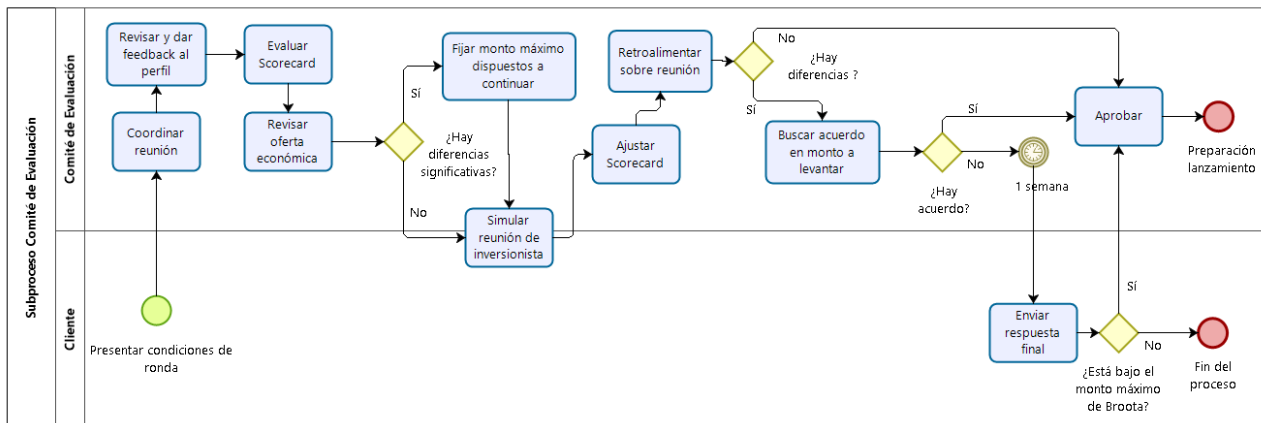 Subproceso Comité de Evaluación
Comité de Evaluación
Revisar y dar
feedback al
perfil
Evaluar
Scorecard
Coordinar
reunión
Revisar
oferta
económica
Sí
No
¿Hay
diferencias
significativas?
Fijar monto máximo
dispuestos a
continuar
Simular
reunión de
inversionista
Ajustar
Scorecard
Retroalimentar
sobre reunión
No
¿Hay
diferencias ?
Sí
Buscar acuerdo
en monto a
levantar
Sí
No
¿Hay
acuerdo?
1 semana
Aprobar
Preparación
lanzamiento
Cliente
Presentar condiciones de
ronda
Enviar
respuesta
final
Sí
No
¿Está bajo el
monto máximo
de Broota?
Fin del
proceso